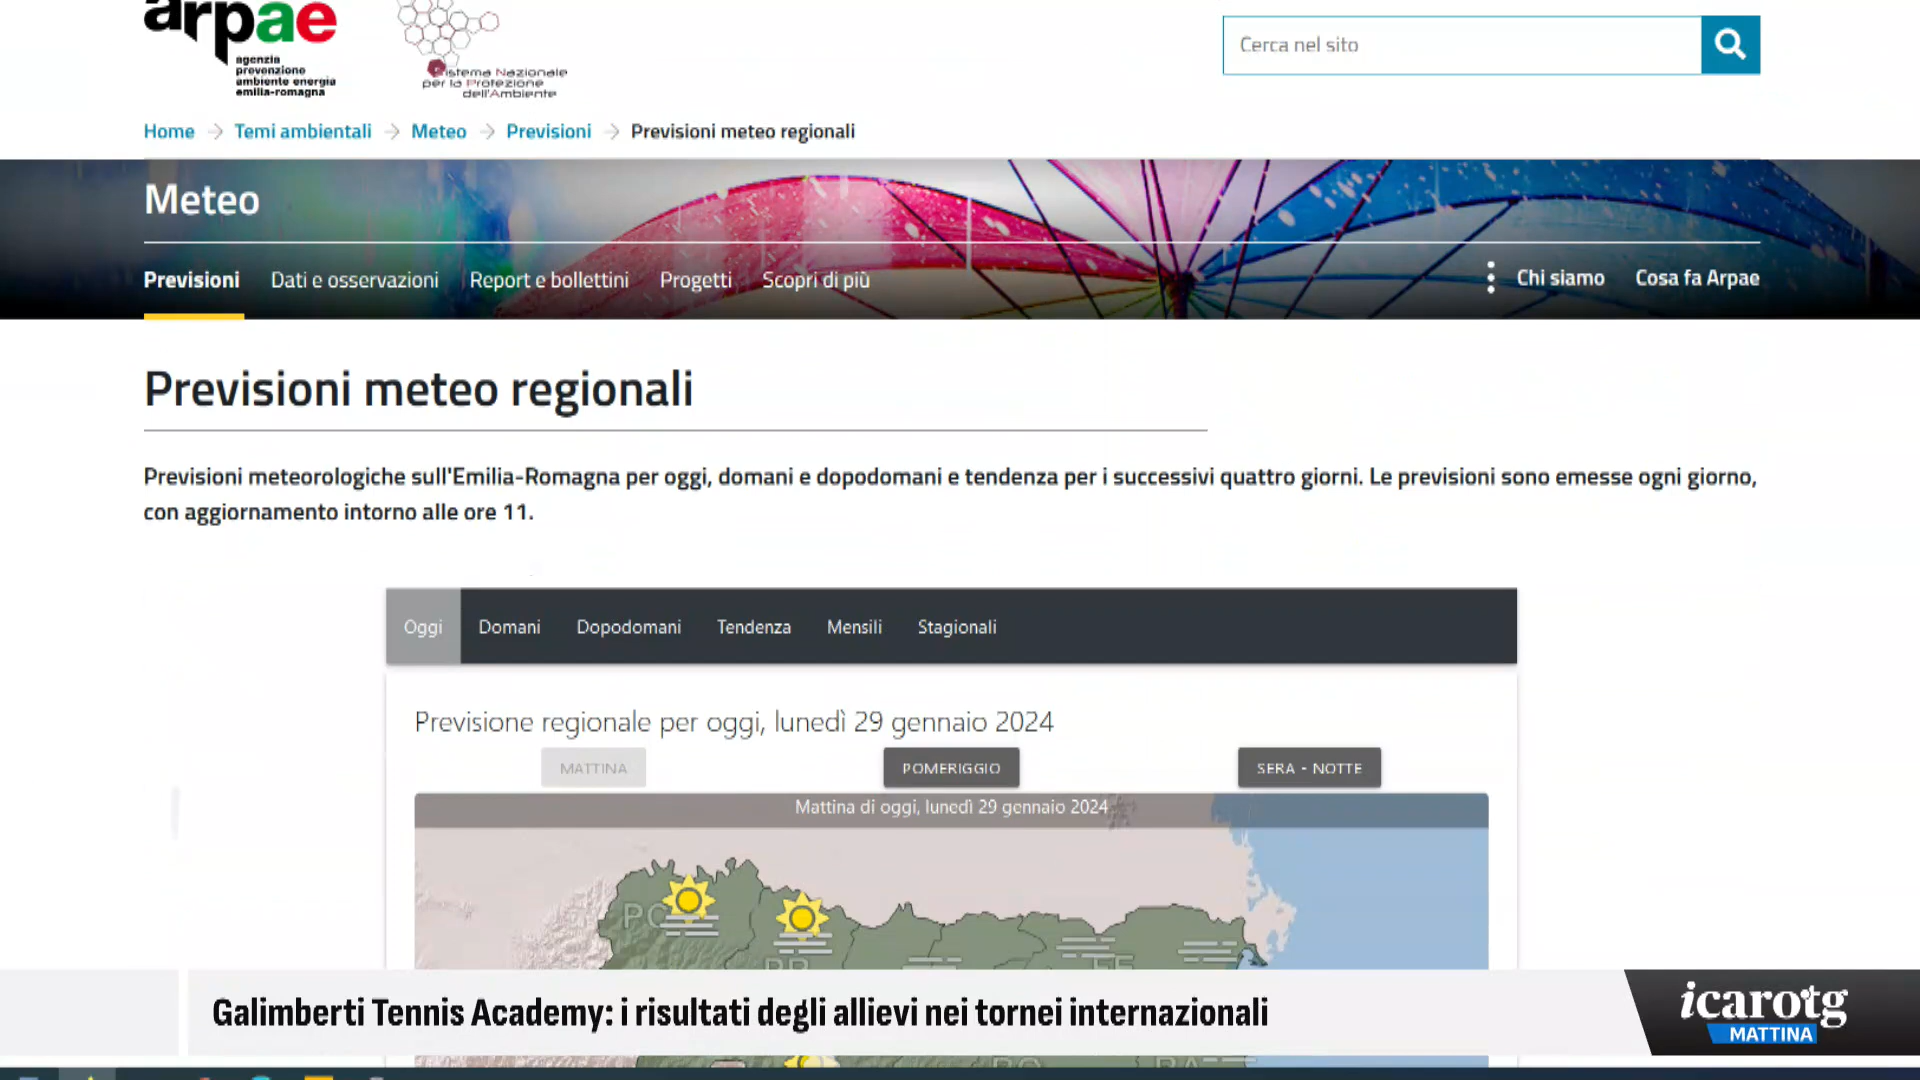 arpae
agenzia
prevenzione
ambiente energia
emilia-romagna
Sistema Nazionale
per la Protezione
dell'Ambiente
Cerca nel sito
Home
Temi ambientali
Meteo
Previsioni
Previsioni meteo regionali
Meteo
Previsioni
Dati e osservazioni
Report e bollettini
Progetti
Scopri di più
Chi siamo
Cosa fa Arpae
Previsioni meteo regionali
Previsioni meteorologiche sull'Emilia-Romagna per oggi, domani e dopodomani e tendenza per i successivi quattro giorni. Le previsioni sono emesse ogni giorno,
con aggiornamento intorno alle ore 11.
Oggi
Domani
Dopodomani
Tendenza
Mensili
Stagionali
Previsione regionale per oggi, lunedì 29 gennaio 2024
MATTINA
POMERIGGIO
SERA - NOTTE
Mattina di oggi, lunedì 29 gennaio 2024
PC
PR
FE
Galimberti Tennis Academy: i risultati degli allievi nei tornei internazionali
icarotg
MATTINA
BO
RA